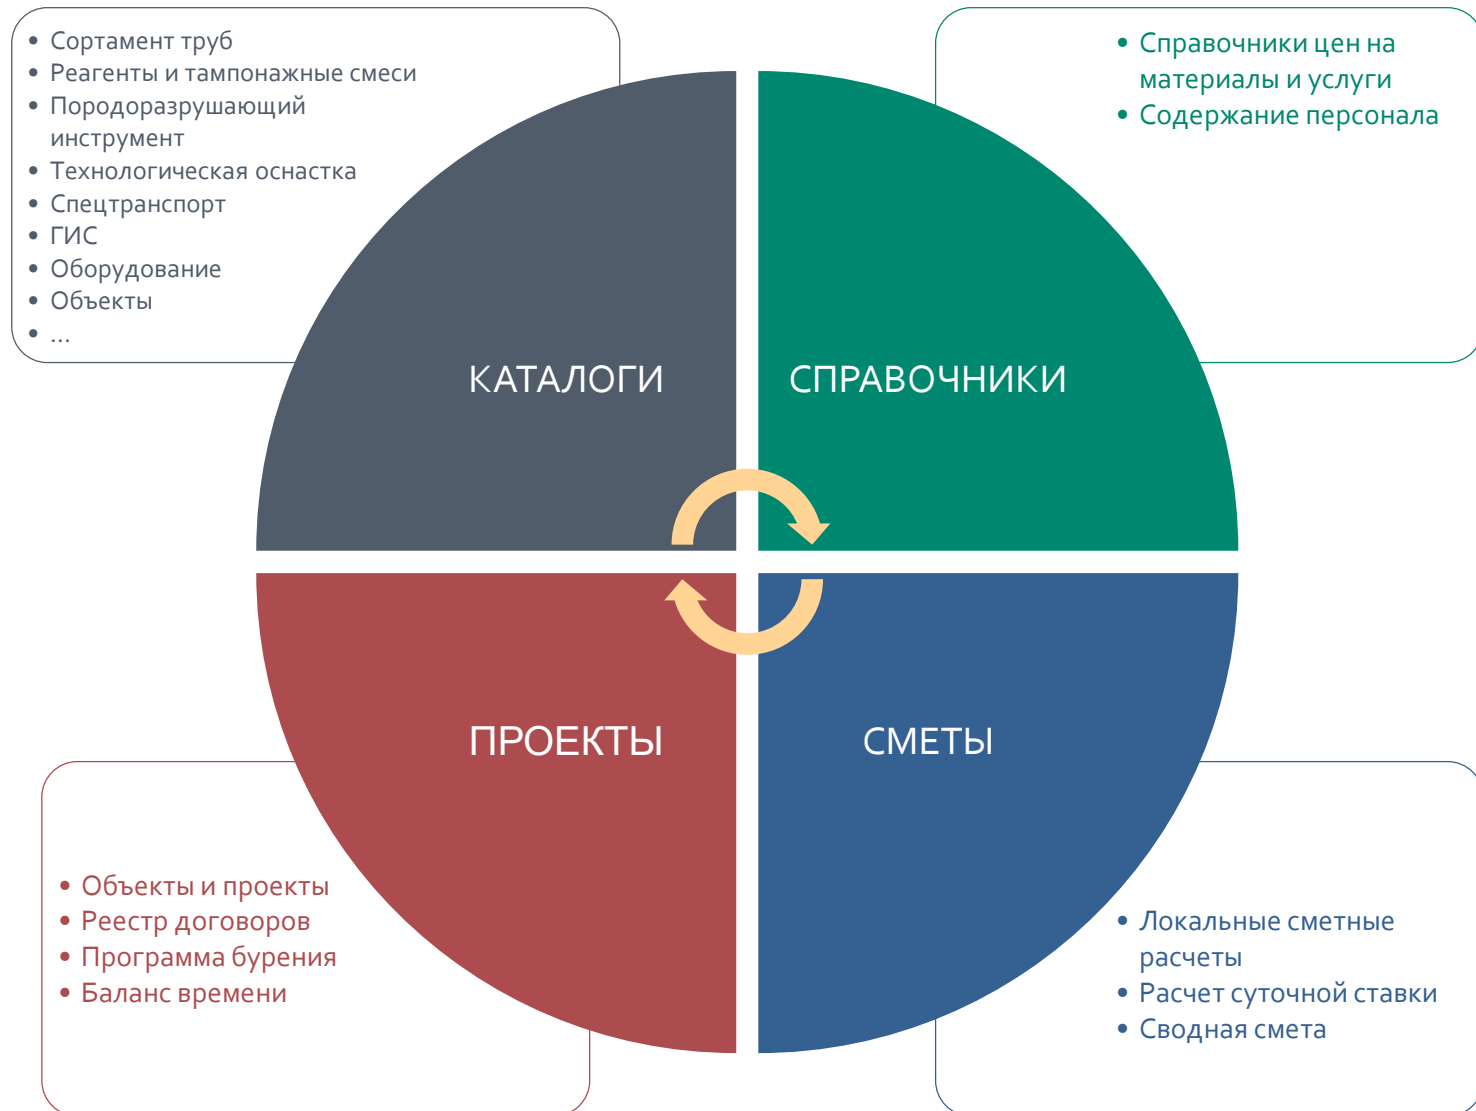 • Сортамент труб
• Реагенты и тампонажные смеси
• Породоразрушающий
инструмент
• Технологическая оснастка
• Спецтранспорт
• ГИС
• Оборудование
• Объекты
• ...
• Справочники цен на
материалы и услуги
• Содержание персонала
КАТАЛОГИ
СПРАВОЧНИКИ
ПРОЕКТЫ
СМЕТЫ
• Объекты и проекты
• Реестр договоров
• Программа бурения
• Баланс времени
• Локальные сметные
расчеты
• Расчет суточной ставки
• Сводная смета